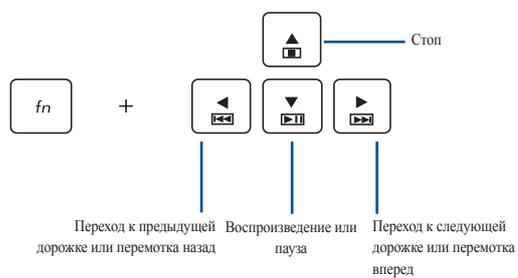 Стоп
fn +
Переход к предыдущей
дорожке или перемотка назад
Воспроизведение или
пауза
Переход к следующей
дорожке или перемотка
вперед